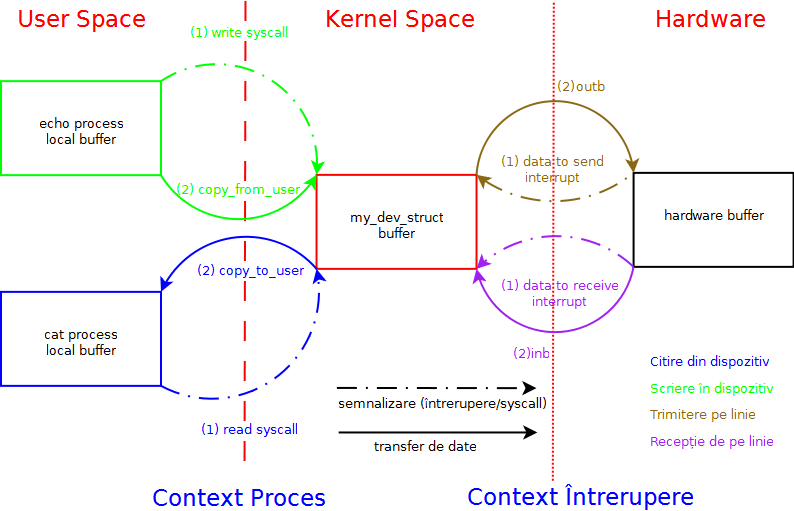 User Space
Kernel Space
Hardware
(1) write syscall
(2)outb
echo process
local buffer
(1) data to send
interrupt
(2) copy_from_user
my_dev_struct
buffer
hardware buffer
(2) copy_to_user
(1) data to receive
interrupt
cat process
local buffer
(2)inb
Citire din dispozitiv
Scriere în dispozitiv
semnalizare (întrerupere/syscall)
Trimitere pe linie
(1) read syscall
transfer de date
Recepție de pe linie
Context Proces
Context Întrerupere